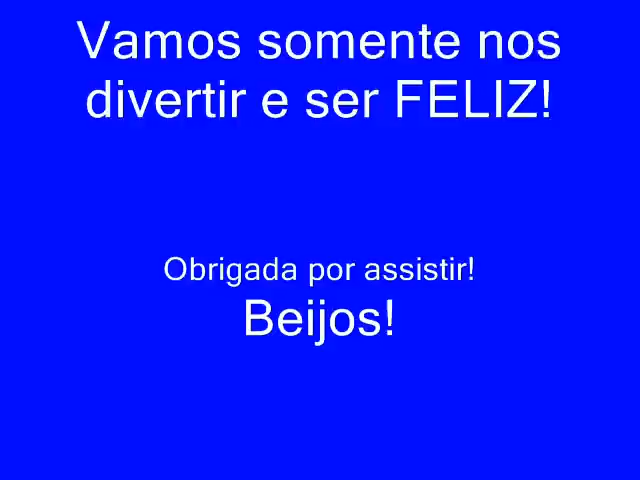 Vamos somente nos
divertir e ser FELIZ!
Obrigada por assistir!
Beijos!